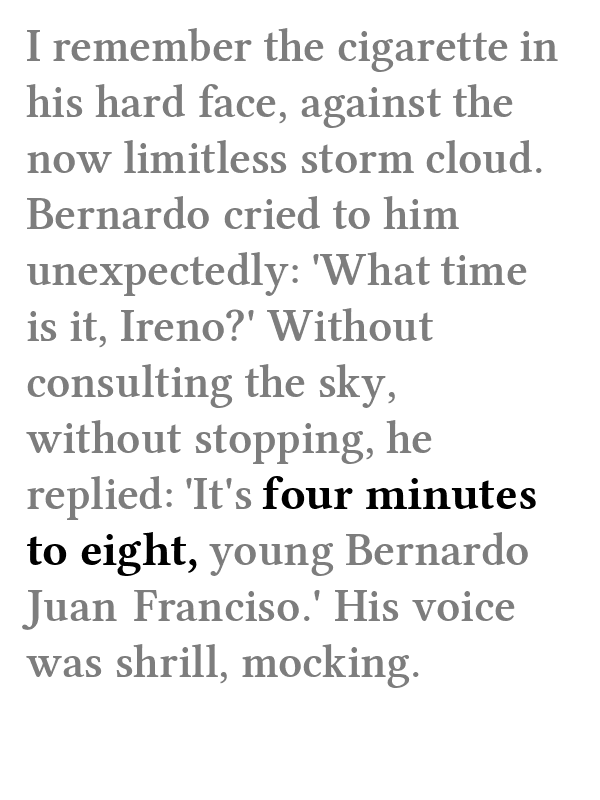 I remember the cigarette in
his hard face, against the
now limitless storm cloud.
Bernardo cried to him
unexpectedly: 'What time
is it, Ireno?' Without
consulting the sky,
without stopping, he
replied: 'It's four minutes
to eight, young Bernardo
Juan Franciso.' His voice
was shrill, mocking.